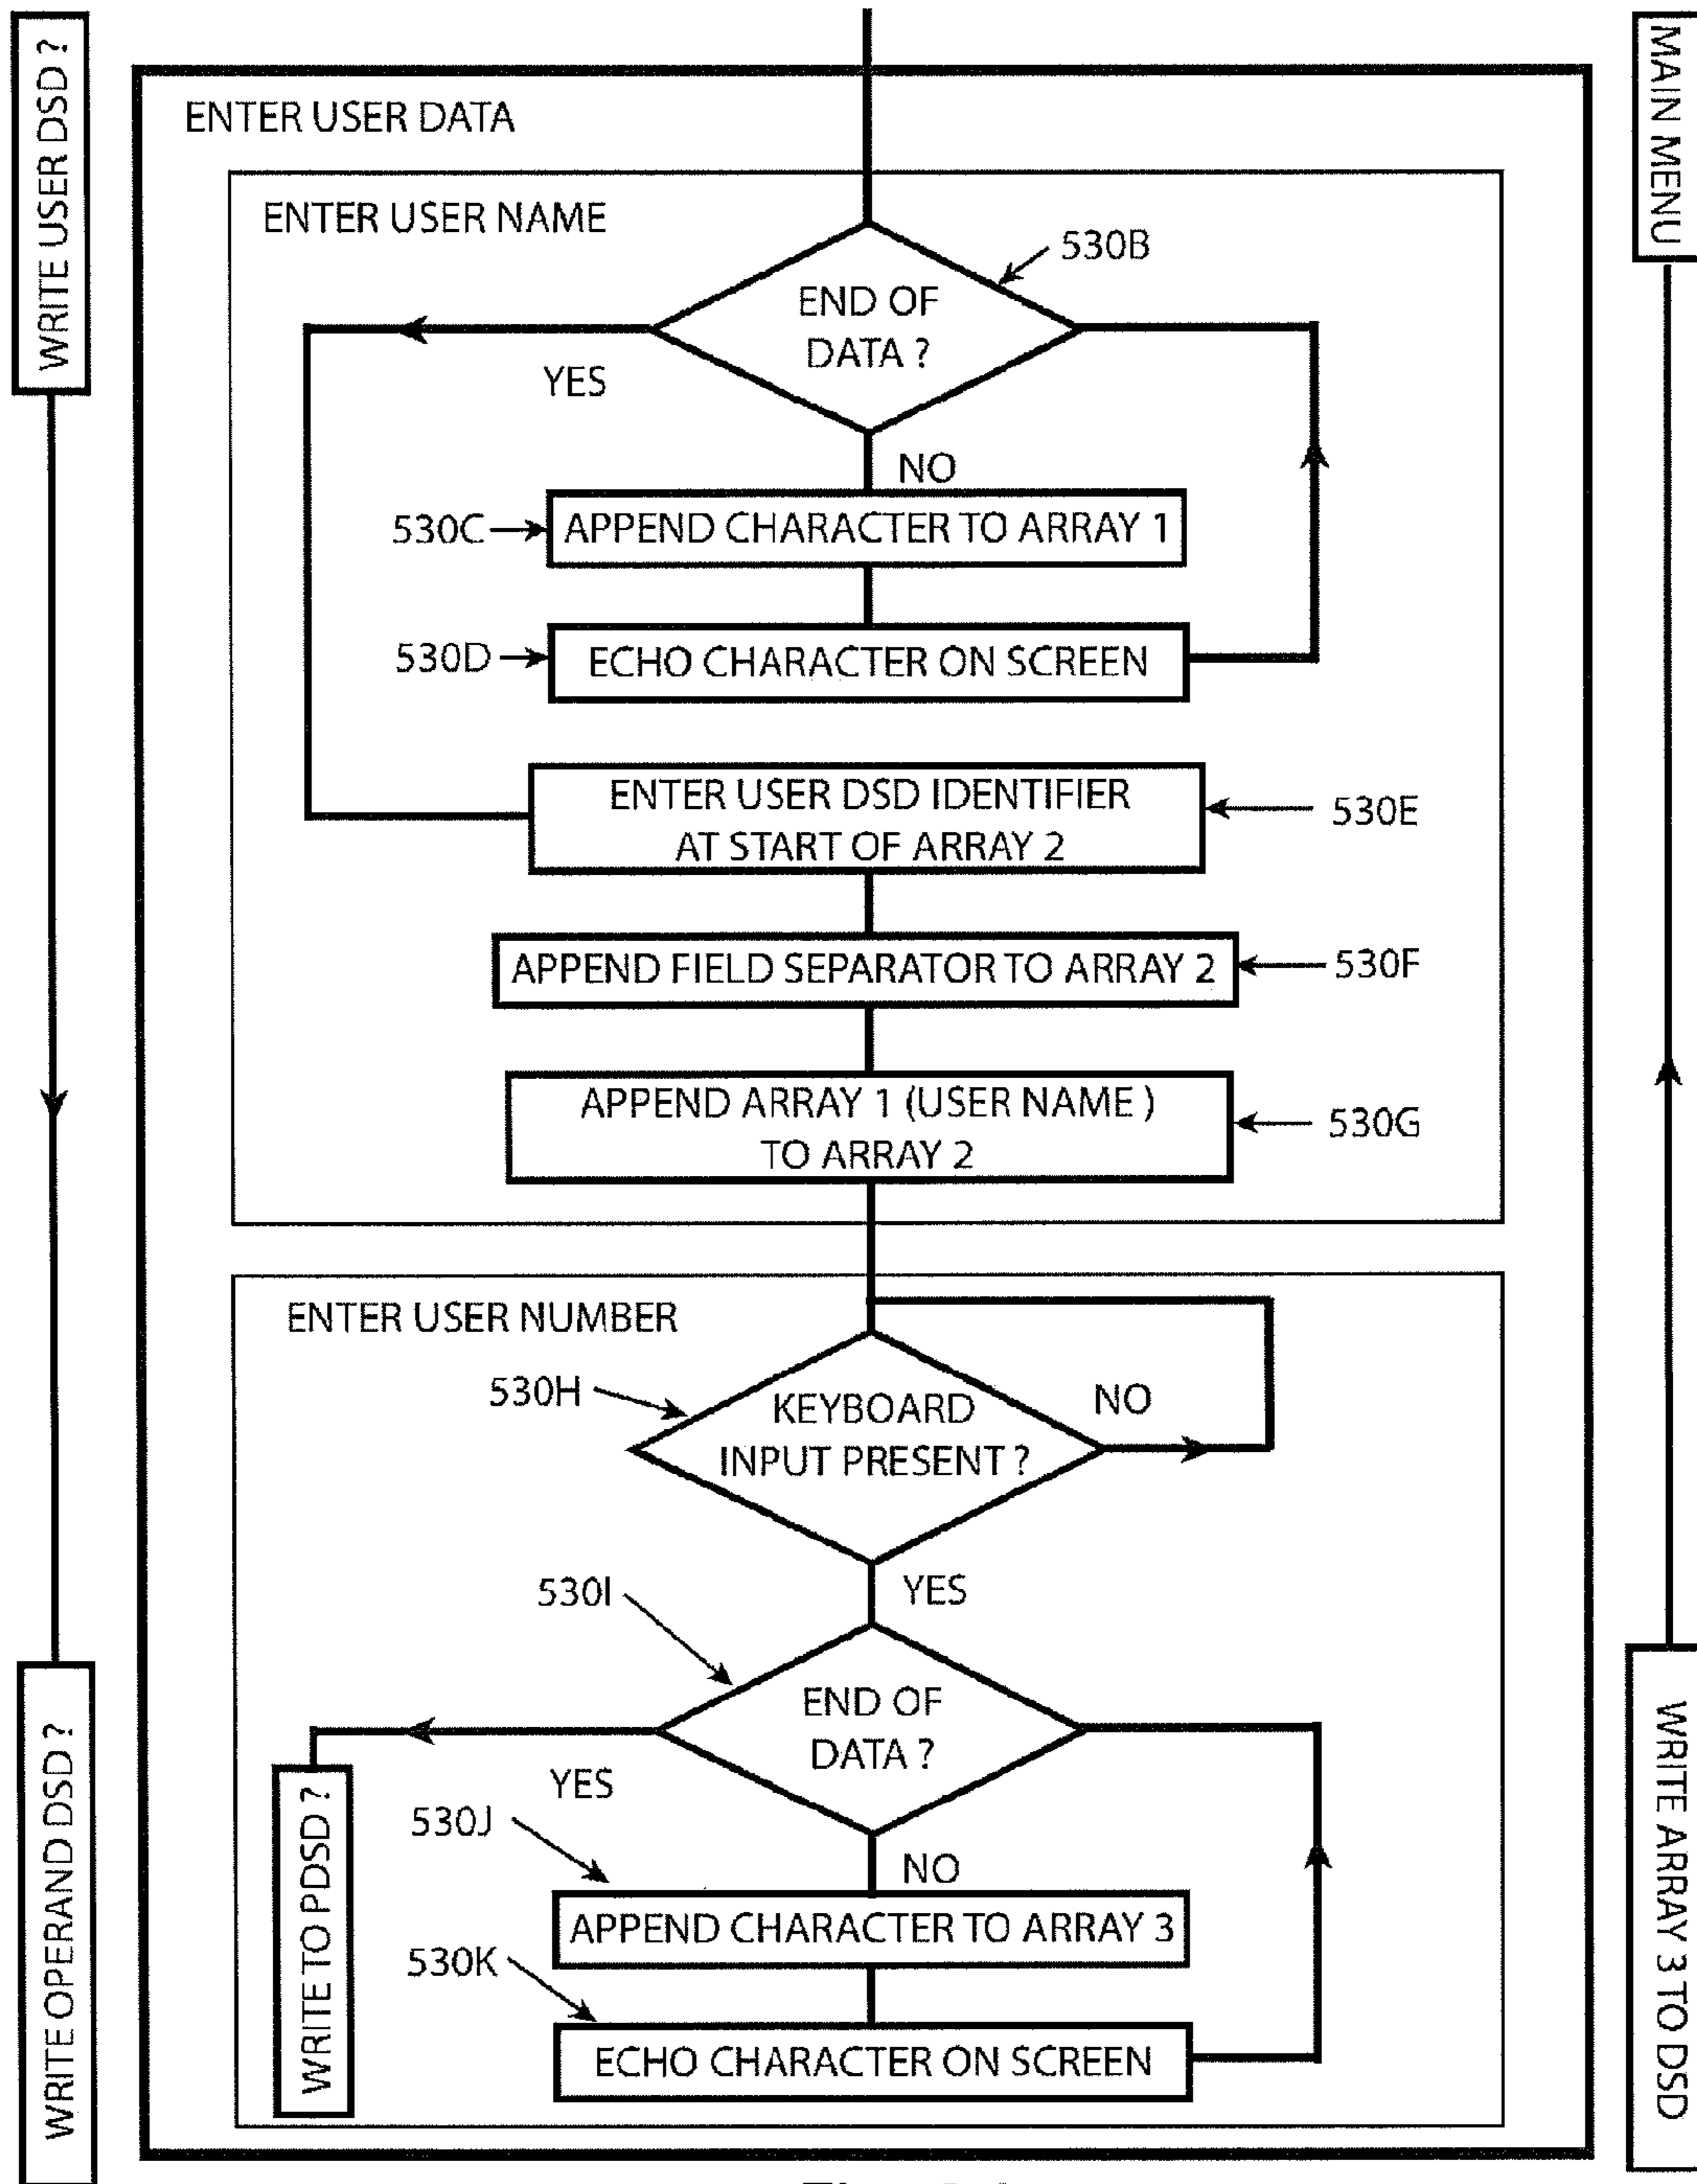 WRITE USER DSD ?
MAIN MENU
ENTER USER DATA
ENTER USER NAME
530B
END OF
DATA ?
YES
NO
530C
APPEND CHARACTER TO ARRAY 1
530D
ECHO CHARACTER ON SCREEN
ENTER USER DSD IDENTIFIER
AT START OF ARRAY 2
530E
APPEND FIELD SEPARATOR TO ARRAY 2
530F
APPEND ARRAY 1 (USER NAME )
TO ARRAY 2
530G
ENTER USER NUMBER
530H
KEYBOARD
INPUT PRESENT ?
NO
YES
530I
END OF
DATA ?
YES
NO
530J
APPEND CHARACTER TO ARRAY 3
530K
ECHO CHARACTER ON SCREEN
WRITE TO PDSD ?
WRITE OPERAND DSD ?
WRITE ARRAY 3 TO DSD